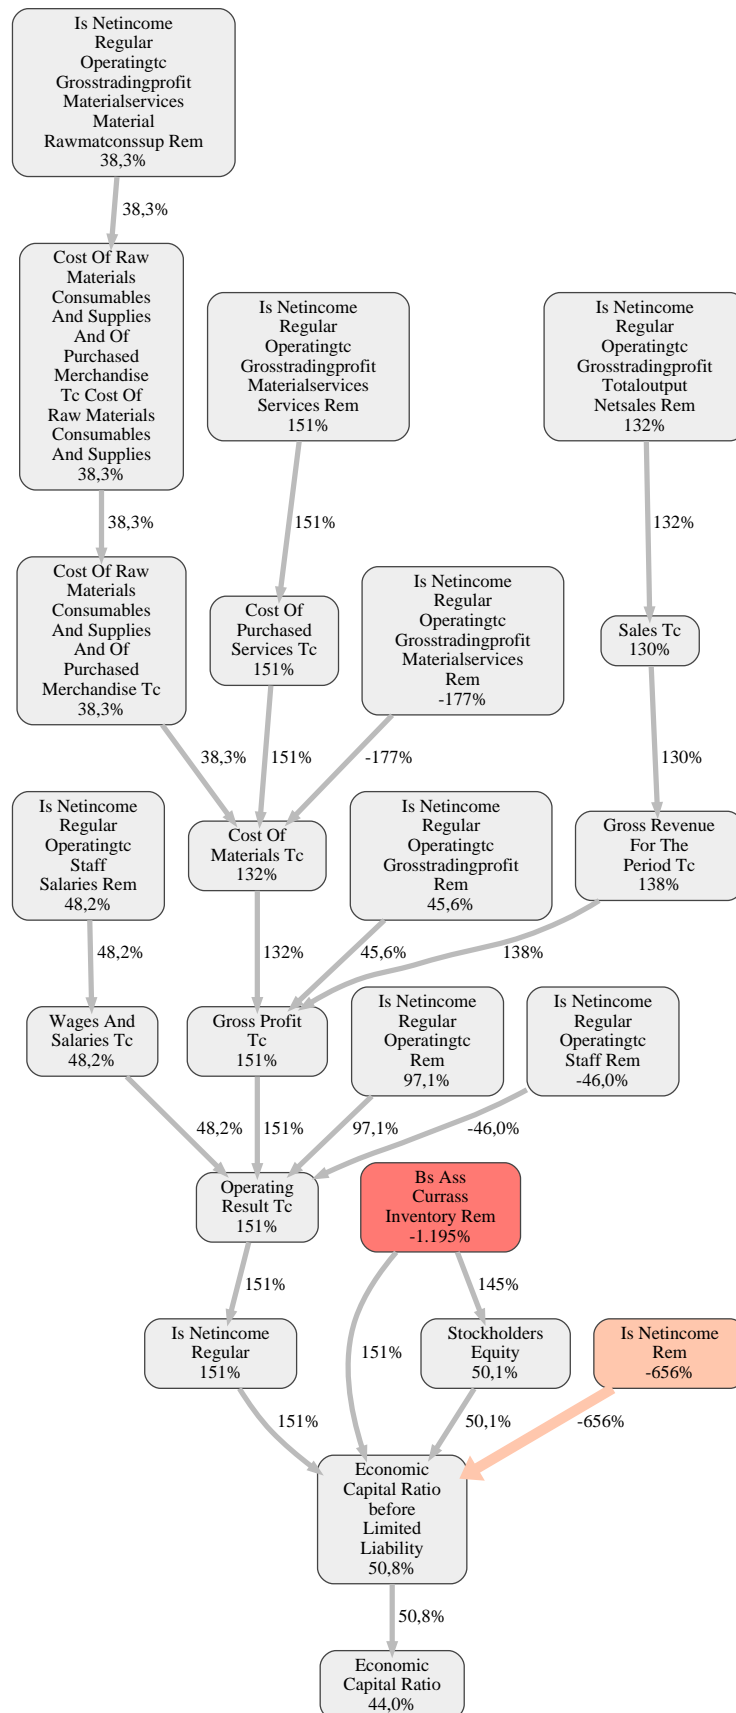 Is Netincome
Regular
Operatingtc
Grosstradingprofit
Materialservices
Material
Rawmatconssup Rem
38,3%
38,3%
Cost Of Raw
Materials
Consumables
And Supplies
And Of
Purchased
Merchandise
Tc Cost Of
Raw Materials
Consumables
And Supplies
38,3%
Is Netincome
Regular
Operatingtc
Grosstradingprofit
Materialservices
Services Rem
151%
Is Netincome
Regular
Operatingtc
Grosstradingprofit
Totaloutput
Netsales Rem
132%
38,3%
151%
132%
Cost Of Raw
Materials
Consumables
And Supplies
And Of
Purchased
Merchandise Tc
38,3%
Cost Of
Purchased
Services Tc
151%
Is Netincome
Regular
Operatingtc
Grosstradingprofit
Materialservices
Rem
-177%
Sales Tc
130%
38,3%
151%
-177%
130%
Is Netincome
Regular
Operatingtc
Staff
Salaries Rem
48,2%
Cost Of
Materials Tc
132%
Is Netincome
Regular
Operatingtc
Grosstradingprofit
Rem
45,6%
Gross Revenue
For The
Period Tc
138%
48,2%
132%
45,6%
138%
Wages And
Salaries Tc
48,2%
Gross Profit
Tc
151%
Is Netincome
Regular
Operatingtc
Rem
97,1%
Is Netincome
Regular
Operatingtc
Staff Rem
-46,0%
48,2%
151%
97,1%
-46,0%
Operating
Result Tc
151%
Bs Ass
Currass
Inventory Rem
-1.195%
151%
145%
Is Netincome
Regular
151%
151%
Stockholders
Equity
50,1%
Is Netincome
Rem
-656%
151%
50,1%
-656%
Economic
Capital Ratio
before
Limited
Liability
50,8%
50,8%
Economic
Capital Ratio
44,0%